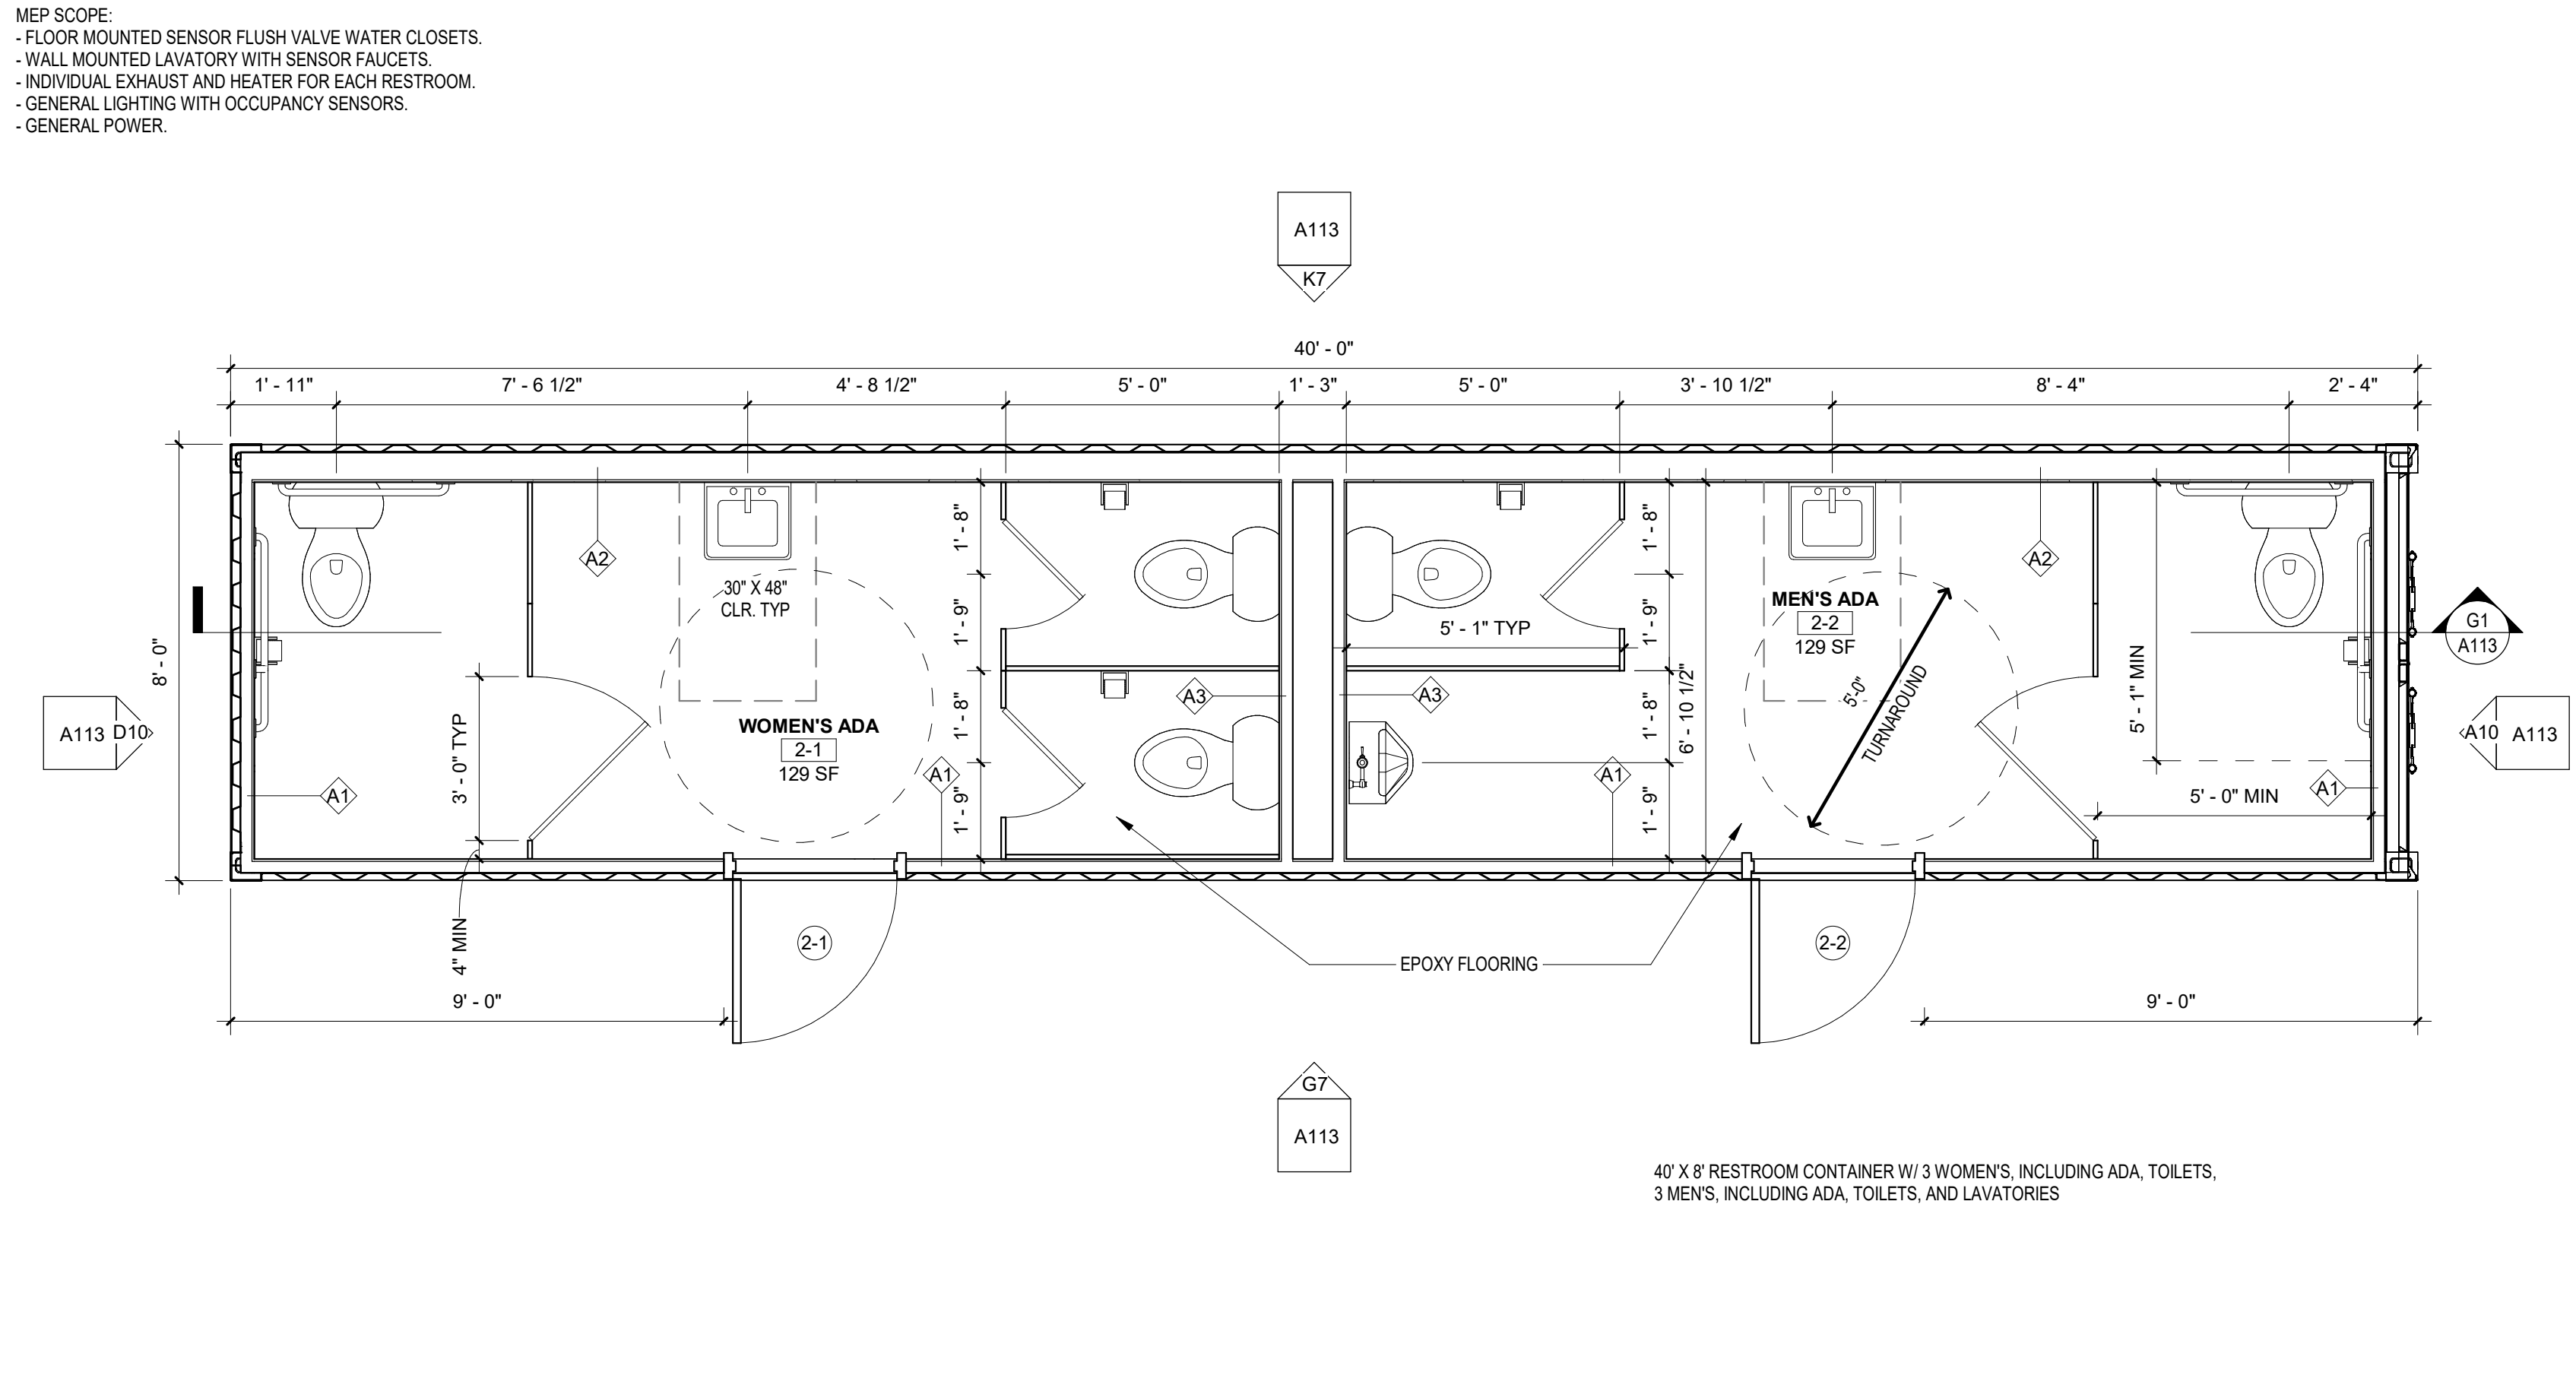 MEP SCOPE:
- FLOOR MOUNTED SENSOR FLUSH VALVE WATER CLOSETS.
- WALL MOUNTED LAVATORY WITH SENSOR FAUCETS.
- INDIVIDUAL EXHAUST AND HEATER FOR EACH RESTROOM.
- GENERAL LIGHTING WITH OCCUPANCY SENSORS.
- GENERAL POWER.
A113
K7
40' - 0"
1' - 11"
7' - 6 1/2"
4' - 8 1/2"
5' - 0"
1' - 3"
5' - 0"
3' - 10 1/2"
8' - 4"
2' - 4"
8' - 0"
A113 D10
A2
30" X 48"
CLR. TYP
WOMEN'S ADA
2-1
129 SF
A1
3' - 0" TYP
4" MIN
A1
1' - 8"
1' - 9"
1' - 8"
1' - 9"
A3
A3
5' - 1" TYP
1' - 8"
1' - 9"
1' - 8"
1' - 9"
6' - 10 1/2"
A1
MEN'S ADA
2-2
129 SF
5'-0"
TURNAROUND
A2
5' - 1" MIN
5' - 0" MIN
A1
G1
A113
A10 A113
2-1
EPOXY FLOORING
2-2
9' - 0"
9' - 0"
G7
A113
40' X 8' RESTROOM CONTAINER W/ 3 WOMEN'S, INCLUDING ADA, TOILETS,
3 MEN'S, INCLUDING ADA, TOILETS, AND LAVATORIES